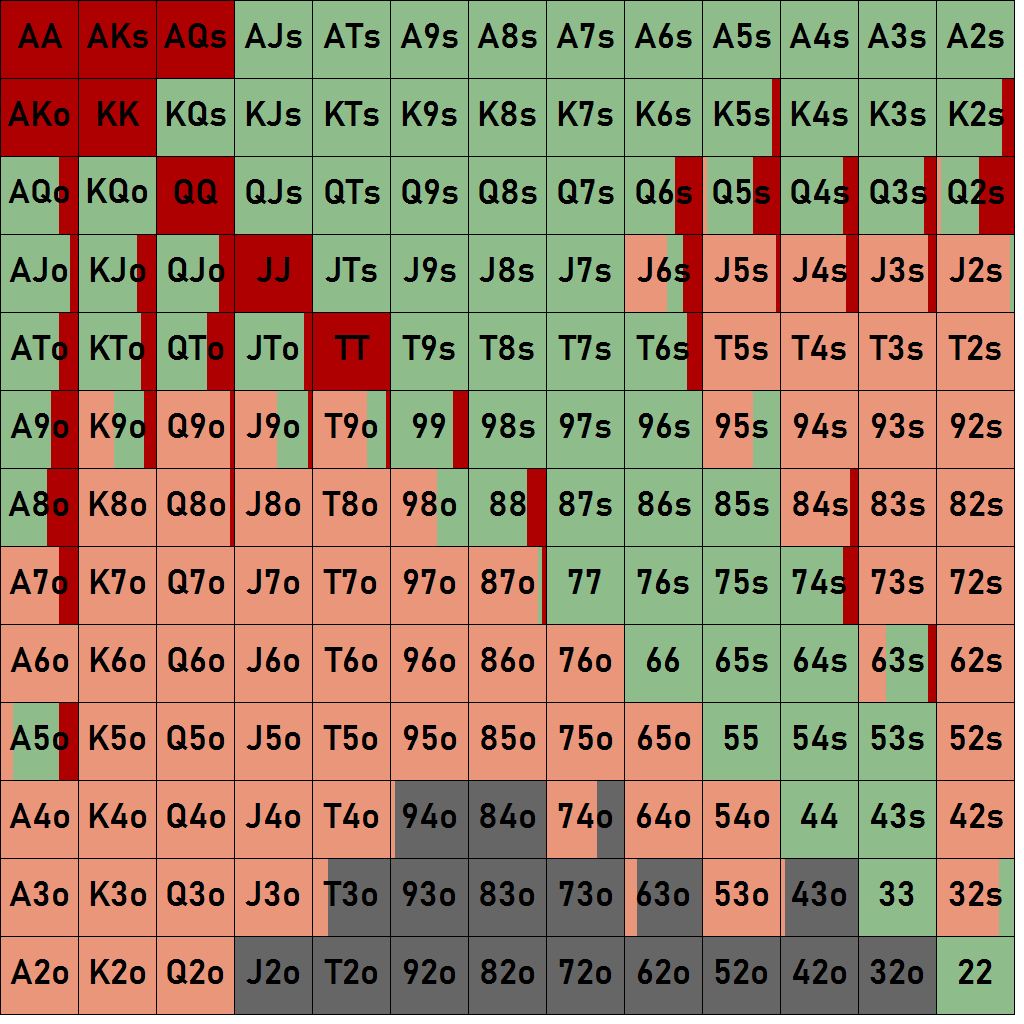 AA AKs AQs AJs ATs A9s A8s A7s A6s A5s A4s A3s A2s
AKo KK KQs KJs KTs K9s K8s K7s K6s K5s K4s K3s K2s
AQo KQo QQ QJs QTs Q9s Q8s Q7s Q6s Q5s Q4s Q3s Q2s
AJo KJo QJo JJ JTs J9s J8s J7s J6s J5s J4s J3s J2s
ATo KTo QTo JTo TT T9s T8s T7s T6s T5s T4s T3s T2s
A9o K9o Q9o J9o T9o 99 98s 97s 96s 95s 94s 93s 92s
A8o K8o Q8o J8o T8o 98o 88 87s 86s 85s 84s 83s 82s
A7o K7o Q7o J7o T7o 97o 87o 77 76s 75s 74s 73s 72s
A6o K6o Q6o J6o T6o 96o 86o 76o 66 65s 64s 63s 62s
A5o K5o Q5o J5o T5o 95o 85o 75o 65o 55 54s 53s 52s
A4o K4o Q4o J4o T4o 94o 84o 74o 64o 54o 44 43s 42s
A3o K3o Q3o J3o T3o 93o 83o 73o 63o 53o 43o 33 32s
A2o K2o Q2o J2o T2o 92o 82o 72o 62o 52o 42o 32o 22